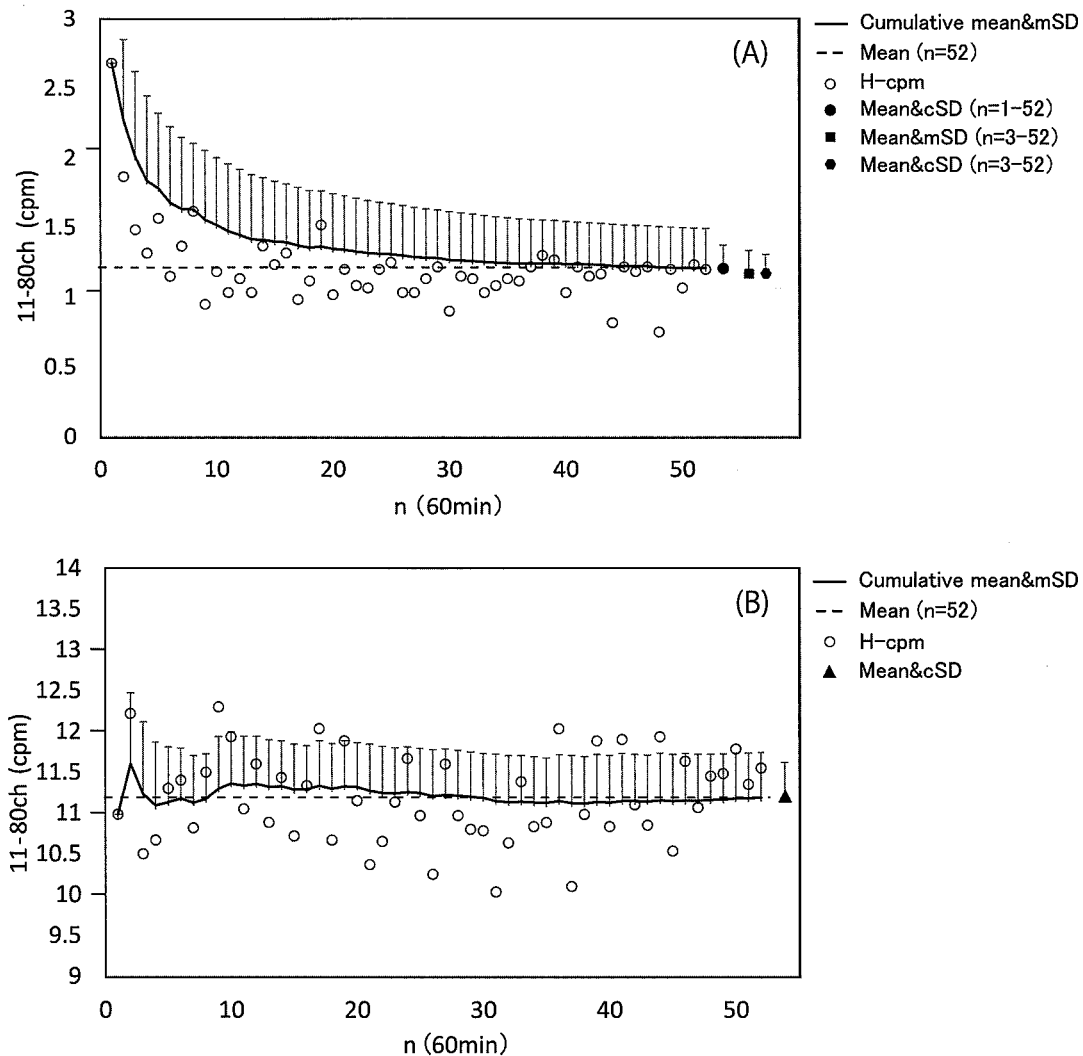 3
2.5
2
1.5
1
0.5
0
11-80ch (cpm)
(A)
0 10 20 30 40 50
n (60min)
Cumulative mean&mSD
Mean (n=52)
H-cpm
Mean&cSD (n=1-52)
Mean&mSD (n=3-52)
Mean&cSD (n=3-52)
14
13.5
13
12.5
12
11.5
11
10.5
10
9.5
9
11-80ch (cpm)
(B)
0 10 20 30 40 50
n (60min)
Cumulative mean&mSD
Mean (n=52)
H-cpm
Mean&cSD